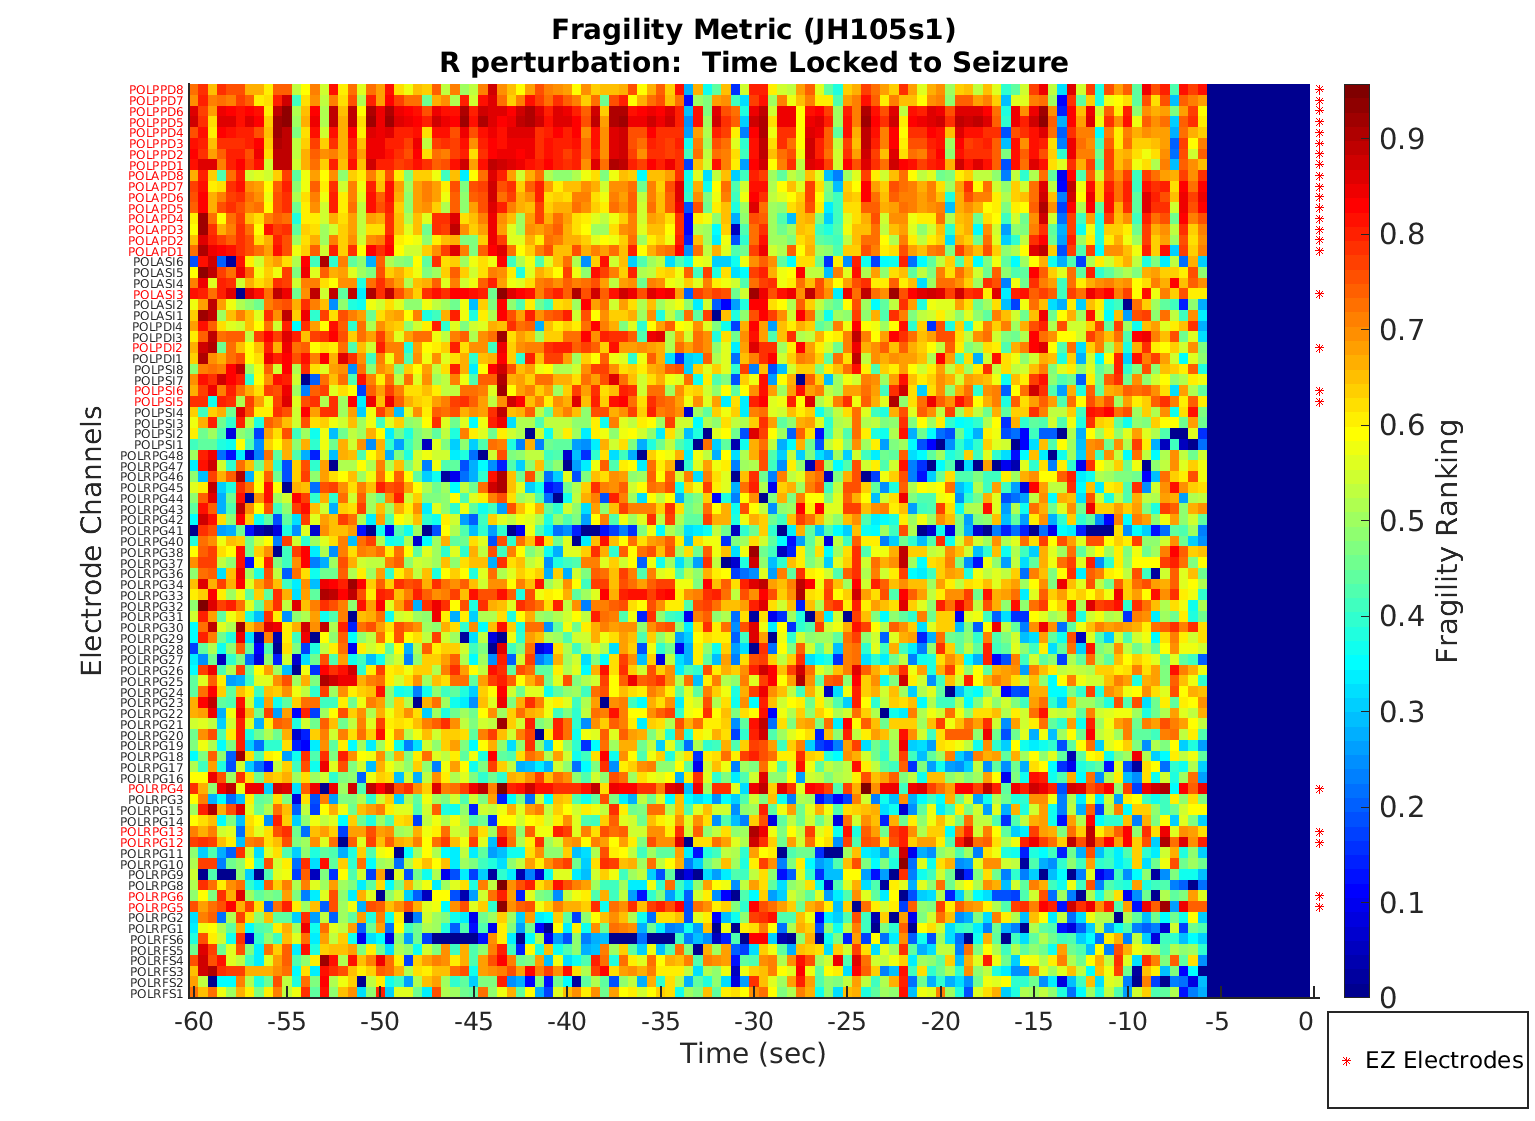 Fragility Metric (JH105s1)
R perturbation:  Time Locked to Seizure
Electrode Channels
POLPPD8
POLPPD7
POLPPD6
POLPPD5
POLPPD4
POLPPD3
POLPPD2
POLPPD1
POLAPD8
POLAPD7
POLAPD6
POLAPD5
POLAPD4
POLAPD3
POLAPD2
POLAPD1
POLASI6
POLASI5
POLASI4
POLASI3
POLASI2
POLASI1
POLPDI4
POLPDI3
POLPDI2
POLPDI1
POLPSI8
POLPSI7
POLPSI6
POLPSI5
POLPSI4
POLPSI3
POLPSI2
POLPSI1
POLRPG48
POLRPG47
POLRPG46
POLRPG45
POLRPG44
POLRPG43
POLRPG42
POLRPG41
POLRPG40
POLRPG38
POLRPG37
POLRPG36
POLRPG34
POLRPG33
POLRPG32
POLRPG31
POLRPG30
POLRPG29
POLRPG28
POLRPG27
POLRPG26
POLRPG25
POLRPG24
POLRPG23
POLRPG22
POLRPG21
POLRPG20
POLRPG19
POLRPG18
POLRPG17
POLRPG16
POLRPG4
POLRPG3
POLRPG15
POLRPG14
POLRPG13
POLRPG12
POLRPG11
POLRPG10
POLRPG9
POLRPG8
POLRPG6
POLRPG5
POLRPG2
POLRPG1
POLRFS6
POLRFS5
POLRFS4
POLRFS3
POLRFS2
POLRFS1
-60 -55 -50 -45 -40 -35 -30 -25 -20 -15 -10 -5 0
Time (sec)
0.9
0.8
0.7
0.6
0.5
0.4
0.3
0.2
0.1
0
Fragility Ranking
EZ Electrodes